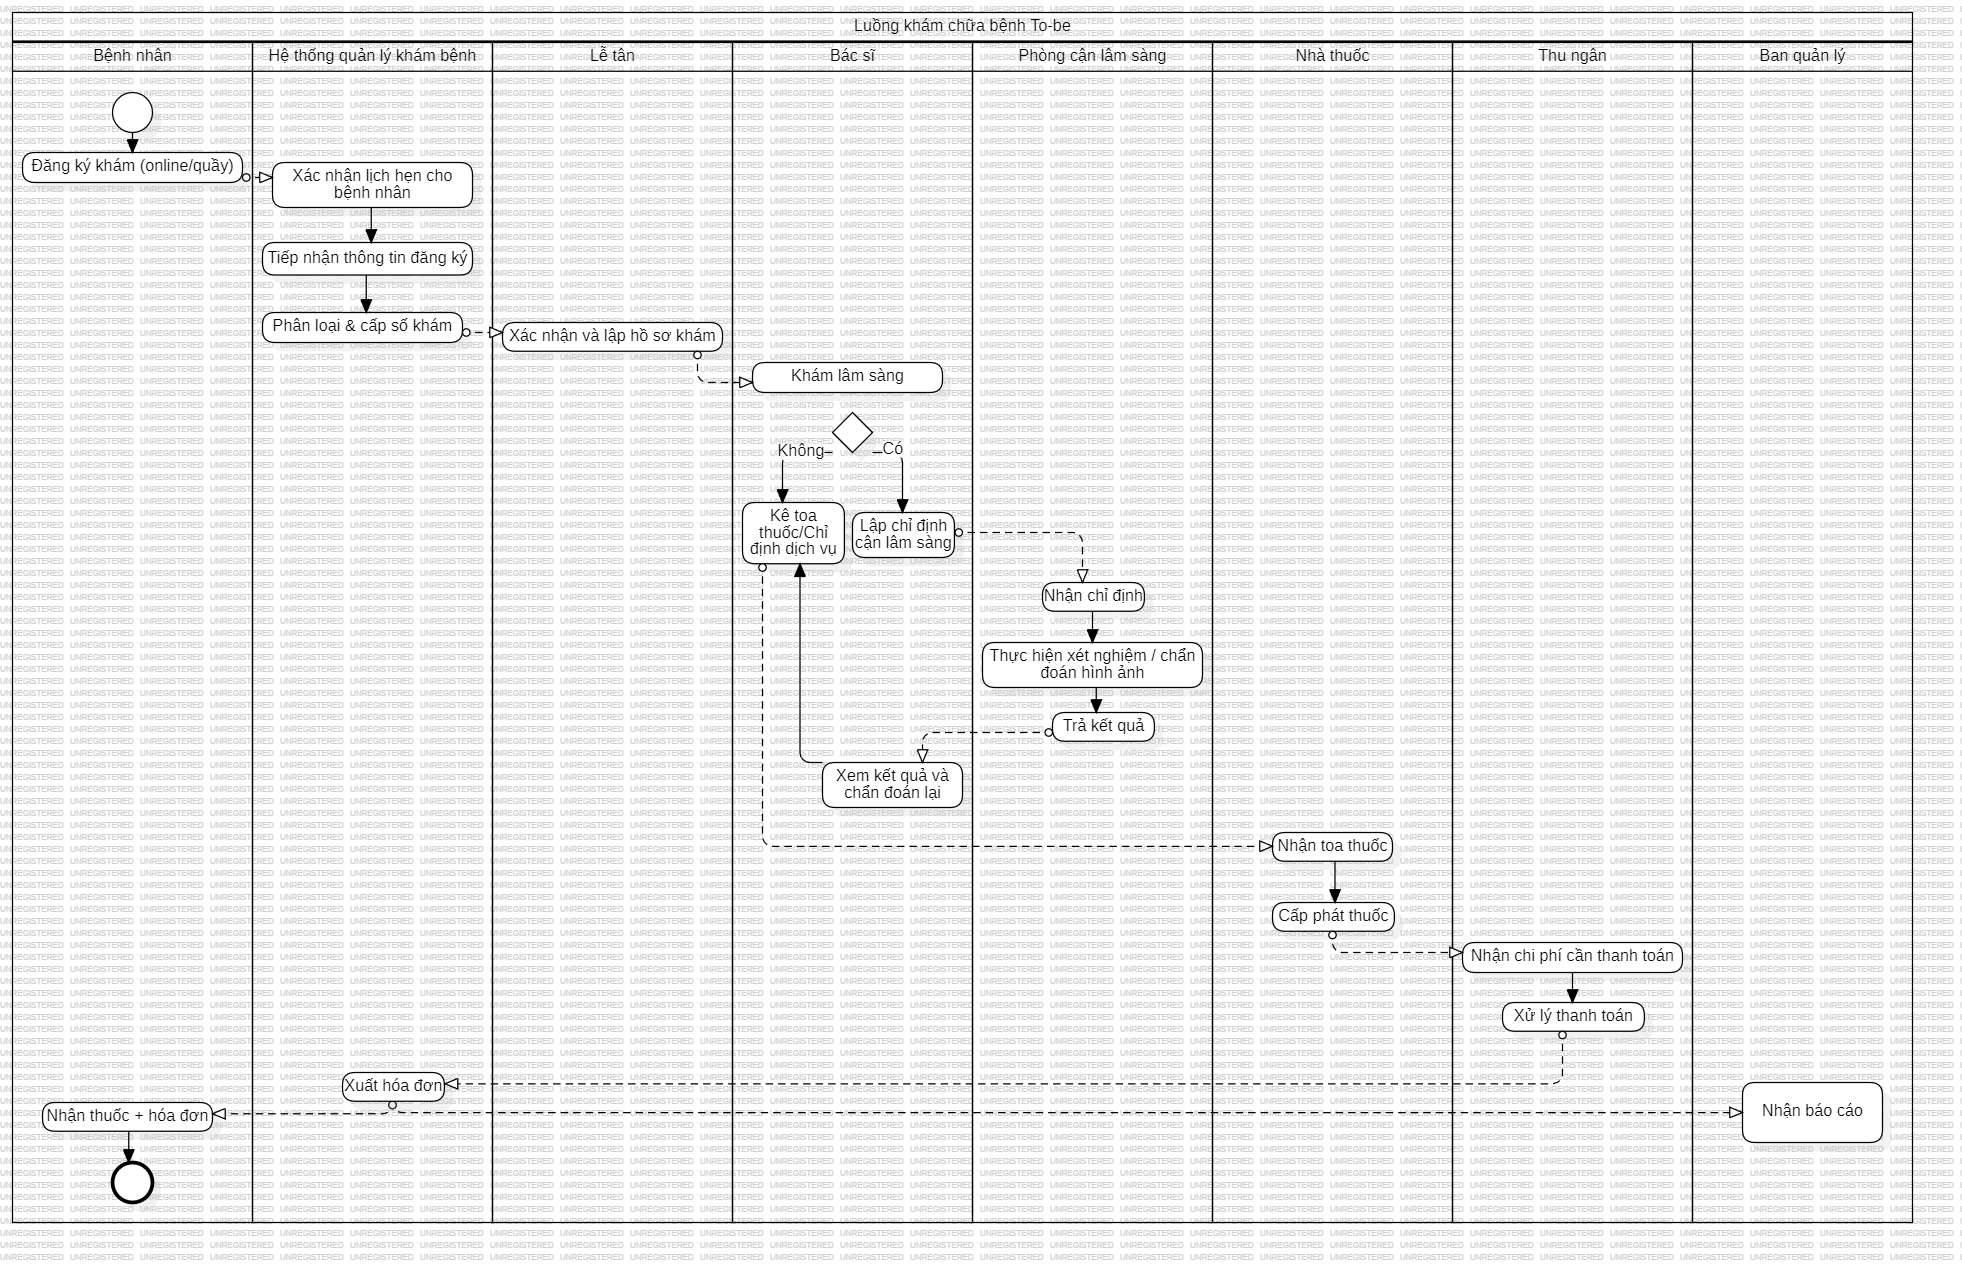 Luồng khám chữa bệnh To-be
Bệnh nhân
Hệ thống quản lý khám bệnh
Lễ tân
Bác sĩ
Phòng cận lâm sàng
Nhà thuốc
Thu ngân
Ban quản lý
Đăng ký khám (online/quầy)
Xác nhận lịch hẹn cho
bệnh nhân
Tiếp nhận thông tin đăng ký
Phân loại & cấp số khám
Xác nhận và lập hồ sơ khám
Khám lâm sàng
Không
Có
Kê toa
thuốc/Chỉ
định dịch vụ
Lập chỉ định
cận lâm sàng
Nhận chỉ định
Thực hiện xét nghiệm / chẩn
đoán hình ảnh
Trả kết quả
Xem kết quả và
chẩn đoán lại
Nhận toa thuốc
Cấp phát thuốc
Nhận chi phí cần thanh toán
Xử lý thanh toán
Xuất hóa đơn
Nhận thuốc + hóa đơn
Nhận báo cáo
UNREGISTERED